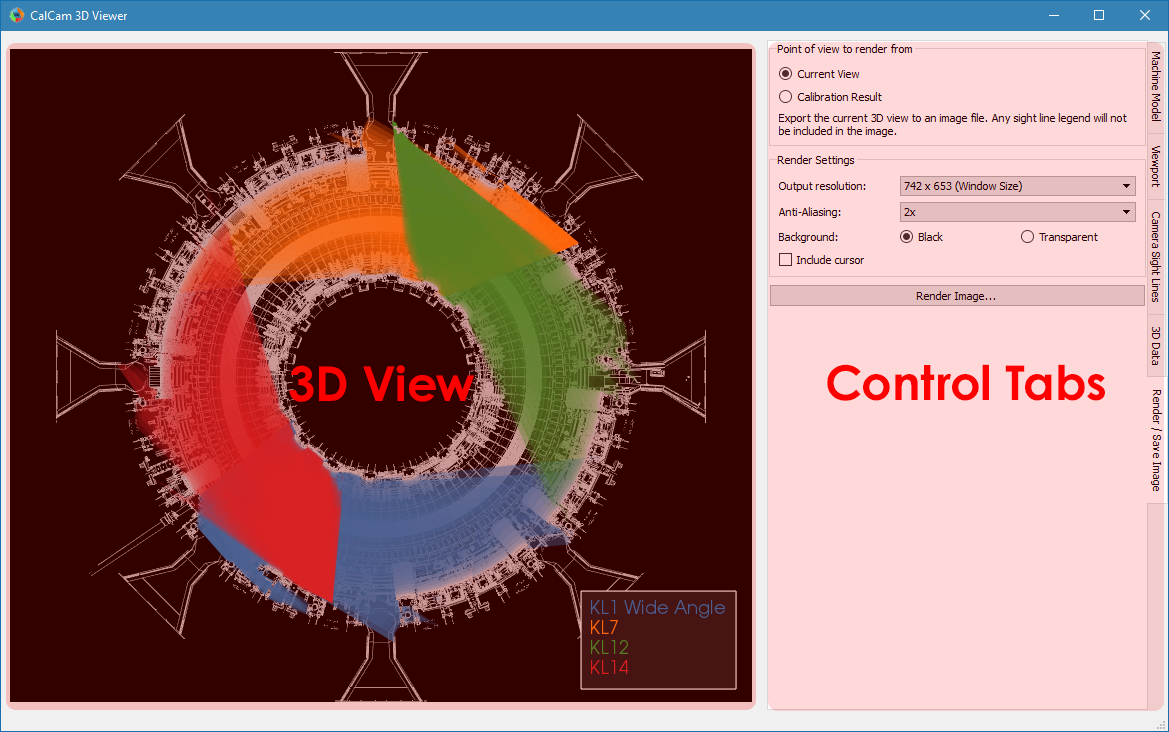 CalCam 3D Viewer
3D View
KL1 Wide Angle
KL7
KL12
KL14
Point of view to render from
Current View
Calibration Result
Export the current 3D view to an image file. Any sight line legend will not
be included in the image.
Render Settings
Output resolution: 742 x 653 (Window Size)
Anti-Aliasing: 2x
Background: Black Transparent
Include cursor
Render Image...
Control Tabs
Machine Model
Viewport
Camera Sight Lines
3D Data
Render / Save Image